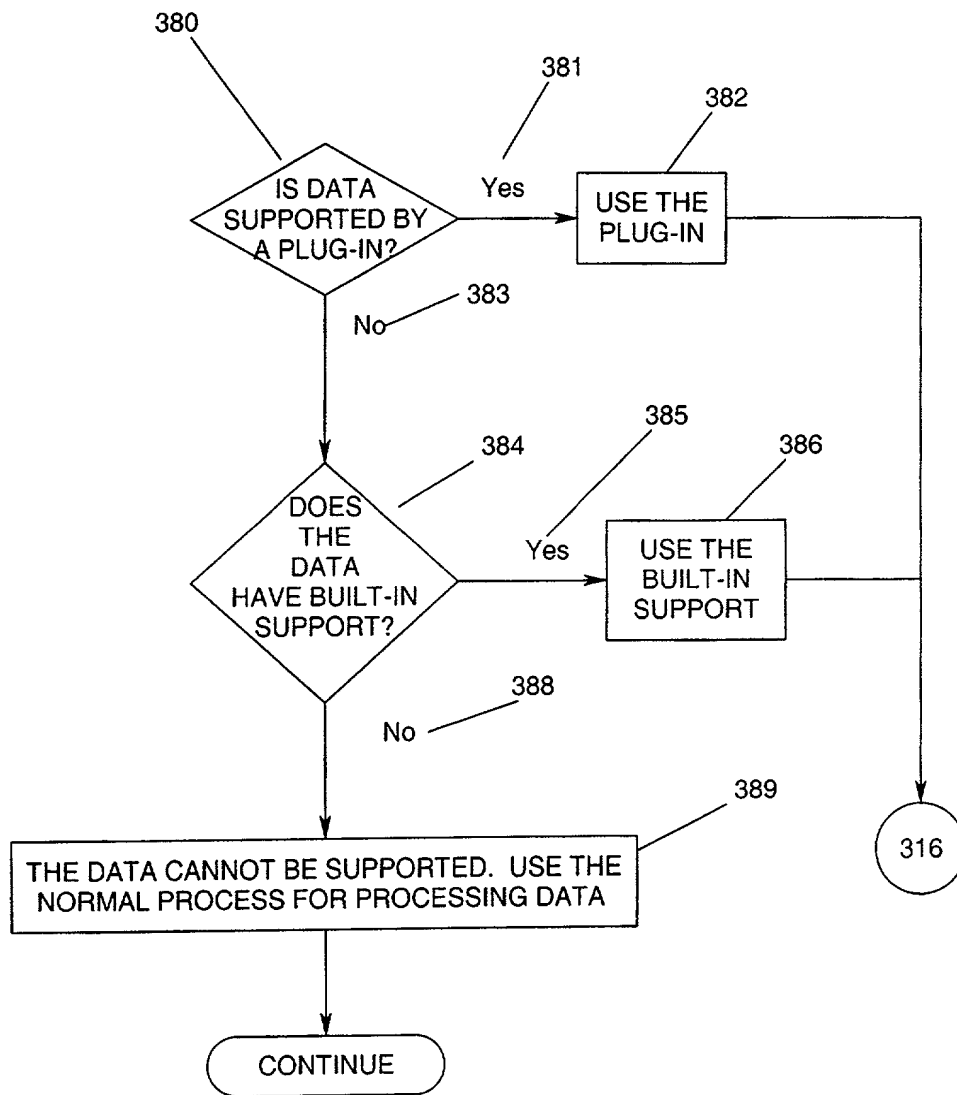 380
381
382
IS DATA
SUPPORTED BY
A PLUG-IN?
Yes
USE THE
PLUG-IN
No
383
384
385
386
DOES
THE
DATA
HAVE BUILT-IN
SUPPORT?
Yes
USE THE
BUILT-IN
SUPPORT
No
388
389
THE DATA CANNOT BE SUPPORTED. USE THE
NORMAL PROCESS FOR PROCESSING DATA
316
CONTINUE